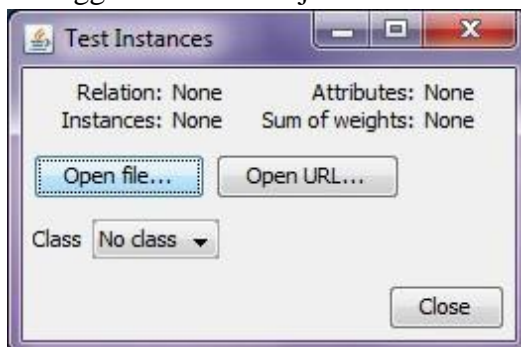 Test Instances
Relation: None Attributes: None
Instances: None Sum of weights: None
Open file... Open URL...
Class No class
Close